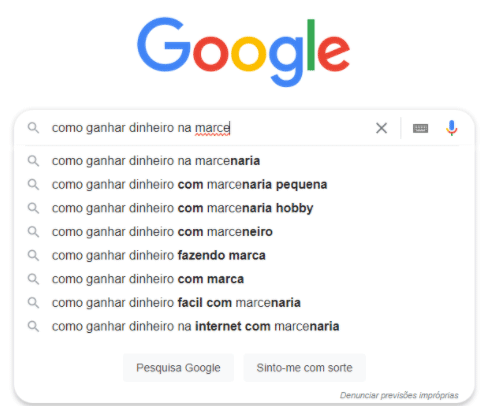 Google
como ganhar dinheiro na marce
como ganhar dinheiro na marcenaria
como ganhar dinheiro com marcenaria pequena
como ganhar dinheiro com marcenaria hobby
como ganhar dinheiro com marceneiro
como ganhar dinheiro fazendo marca
como ganhar dinheiro com marca
como ganhar dinheiro facil com marcenaria
como ganhar dinheiro na internet com marcenaria
Pesquisa Google Sinto-me com sorte
Denunciar previsões impróprias